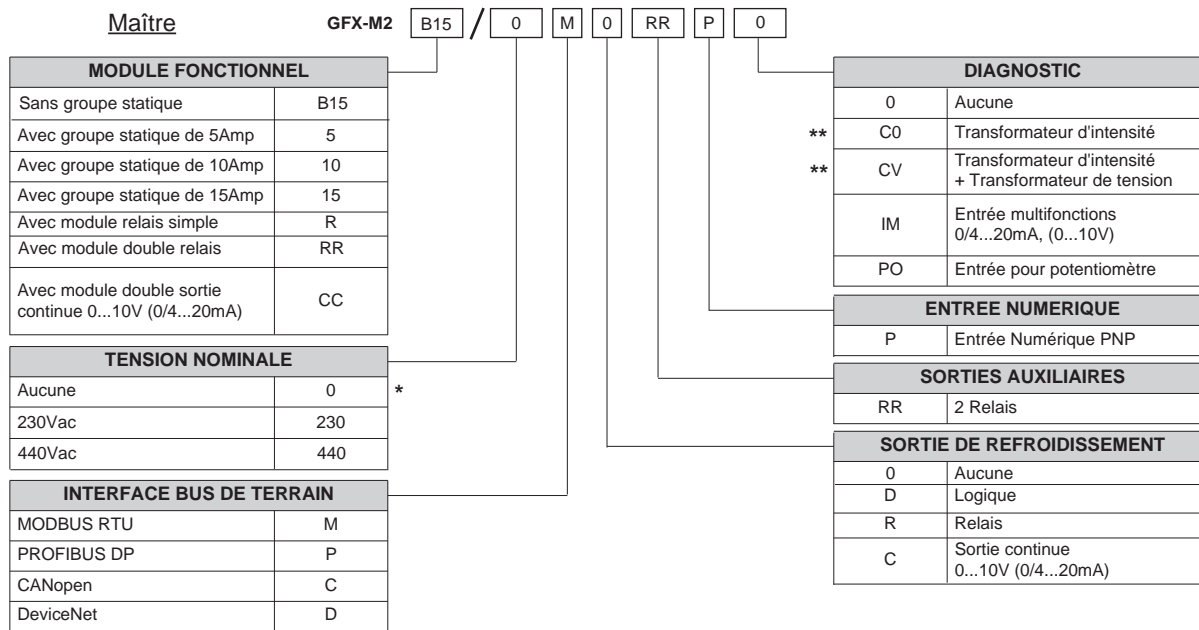 Maître
GFX-M2 B15 / 0 M 0 RR P 0
MODULE FONCTIONNEL
Sans groupe statique B15
Avec groupe statique de 5Amp 5
Avec groupe statique de 10Amp 10
Avec groupe statique de 15Amp 15
Avec module relais simple R
Avec module double relais RR
Avec module double sortie
continue 0...10V (0/4...20mA) CC
TENSION NOMINALE
Aucune 0 *
230Vac 230
440Vac 440
INTERFACE BUS DE TERRAIN
MODBUS RTU M
PROFIBUS DP P
CANopen C
DeviceNet D
DIAGNOSTIC
0 Aucune
** C0 Transformateur d'intensité
** CV Transformateur d'intensité
+ Transformateur de tension
IM Entrée multifonctions
0/4...20mA, (0...10V)
PO Entrée pour potentiomètre
ENTREE NUMERIQUE
P Entrée Numérique PNP
SORTIES AUXILIAIRES
RR 2 Relais
SORTIE DE REFROIDISSEMENT
0 Aucune
D Logique
R Relais
C Sortie continue
0...10V (0/4...20mA)